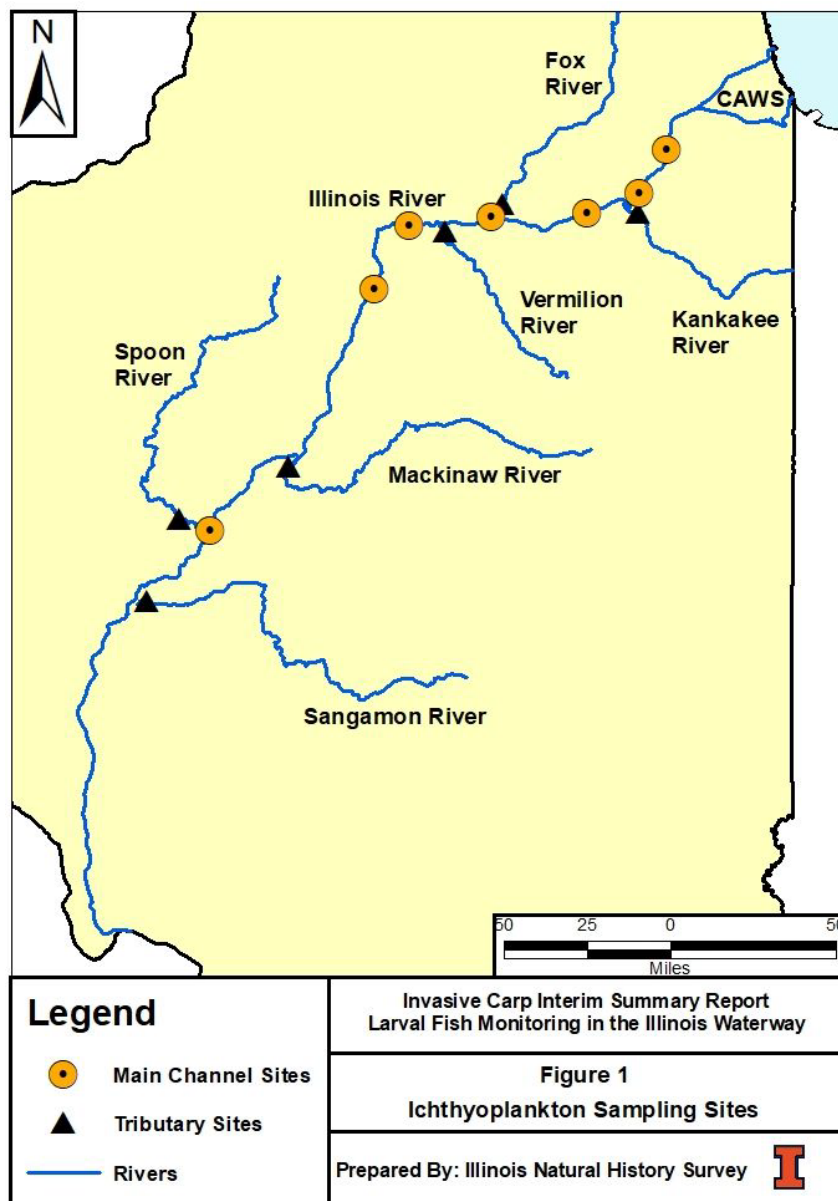 N
Fox
River
CAWS
Illinois River
Vermilion
River
Kankakee
River
Spoon
River
Mackinaw River
Sangamon River
50 25 0 50
Miles
Legend
Main Channel Sites
Tributary Sites
Rivers
Invasive Carp Interim Summary Report
Larval Fish Monitoring in the Illinois Waterway
Figure 1
Ichthyoplankton Sampling Sites
Prepared By: Illinois Natural History Survey I